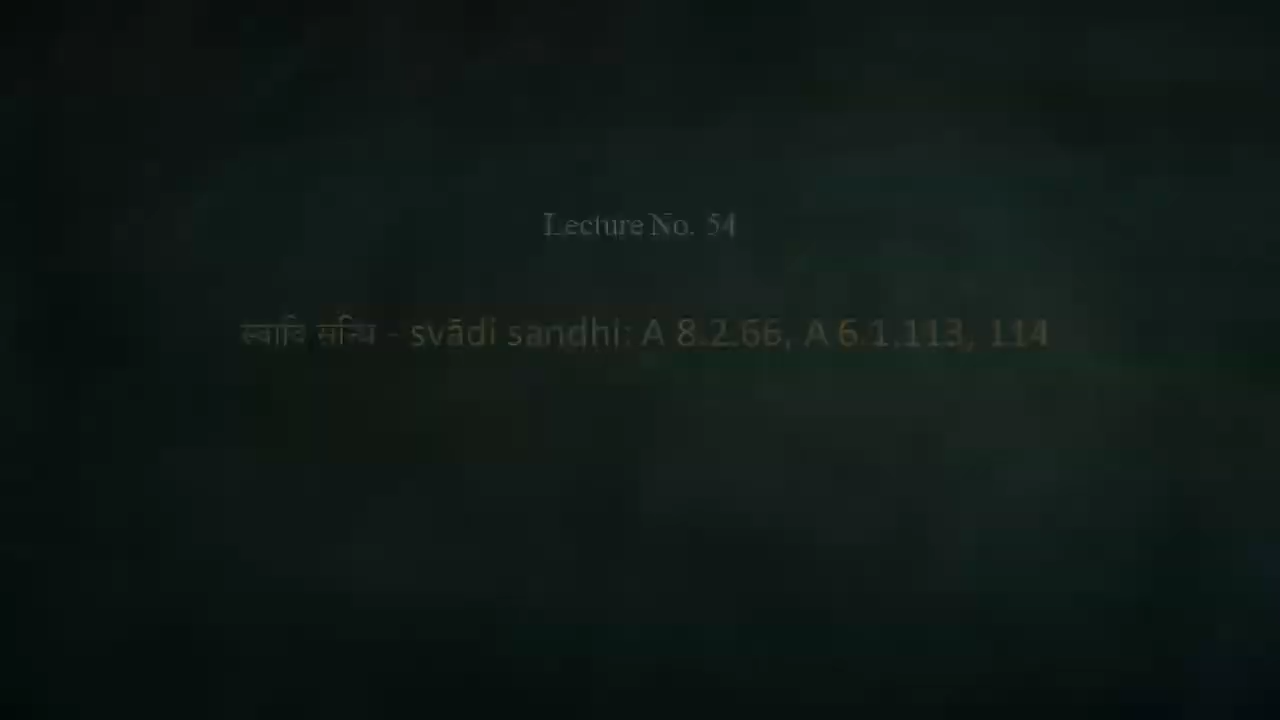 Lecture No. 54
स्वादि सन्धि - svādi sandhi: A 8.2.66, A 6.1.113, 114